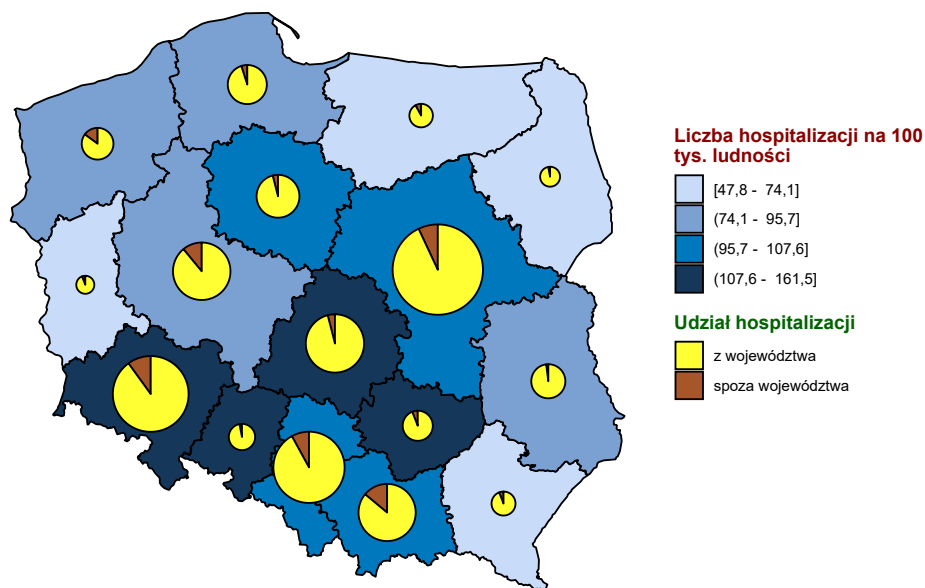 Liczba hospitalizacji na 100
tys. ludności
[47,8 - 74,1]
(74,1 - 95,7]
(95,7 - 107,6]
(107,6 - 161,5]
Udział hospitalizacji
z województwa
spoza województwa